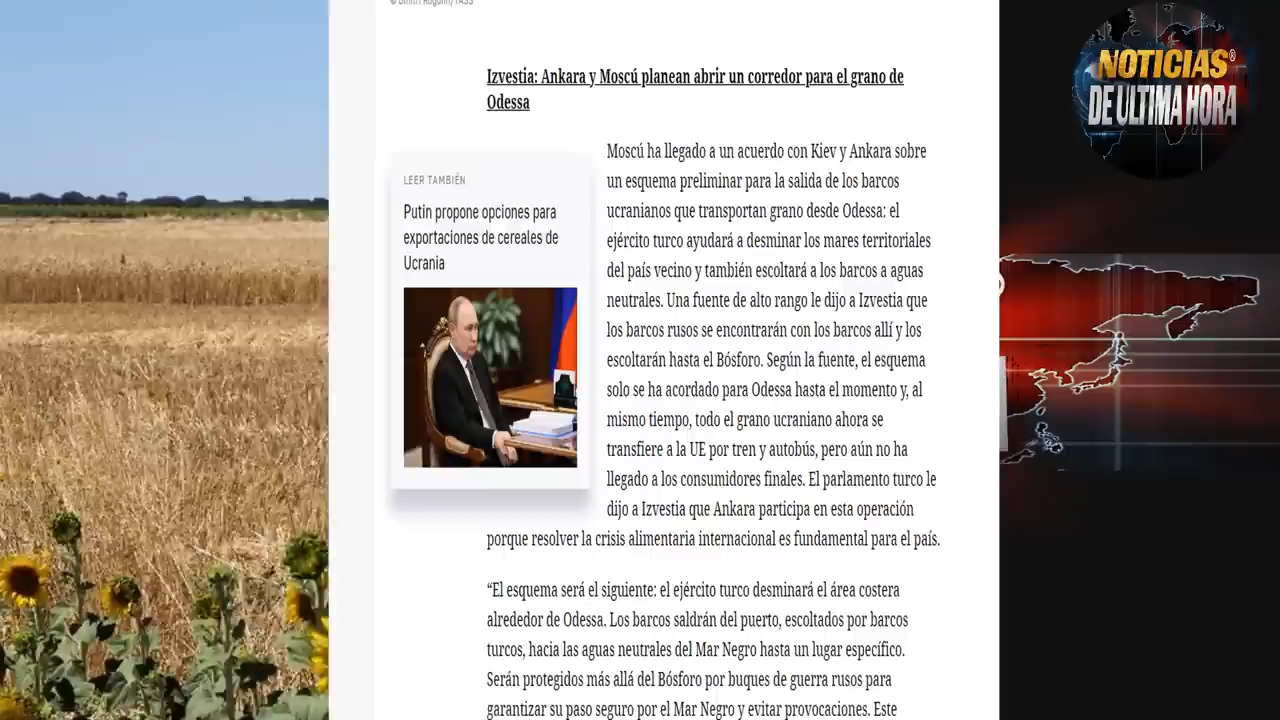 © Dmitri Rogulin/TASS
Izvestia: Ankara y Moscú planean abrir un corredor para el grano de
Odessa
LEER TAMBIÉN
Putin propone opciones para
exportaciones de cereales de
Ucrania
Moscú ha llegado a un acuerdo con Kiev y Ankara sobre
un esquema preliminar para la salida de los barcos
ucranianos que transportan grano desde Odessa: el
ejército turco ayudará a desminar los mares territoriales
del país vecino y también escoltará a los barcos a aguas
neutrales. Una fuente de alto rango le dijo a Izvestia que
los barcos rusos se encontrarán con los barcos allí y los
escoltarán hasta el Bósforo. Según la fuente, el esquema
solo se ha acordado para Odessa hasta el momento y, al
mismo tiempo, todo el grano ucraniano ahora se
transfiere a la UE por tren y autobús, pero aún no ha
llegado a los consumidores finales. El parlamento turco le
dijo a Izvestia que Ankara participa en esta operación
porque resolver la crisis alimentaria internacional es fundamental para el país.
“El esquema será el siguiente: el ejército turco desminará el área costera
alrededor de Odessa. Los barcos saldrán del puerto, escoltados por barcos
turcos, hacia las aguas neutrales del Mar Negro hasta un lugar específico.
Serán protegidos más allá del Bósforo por buques de guerra rusos para
garantizar su paso seguro por el Mar Negro y evitar provocaciones. Este
NOTICIAS®
DE ULTIMA HORA